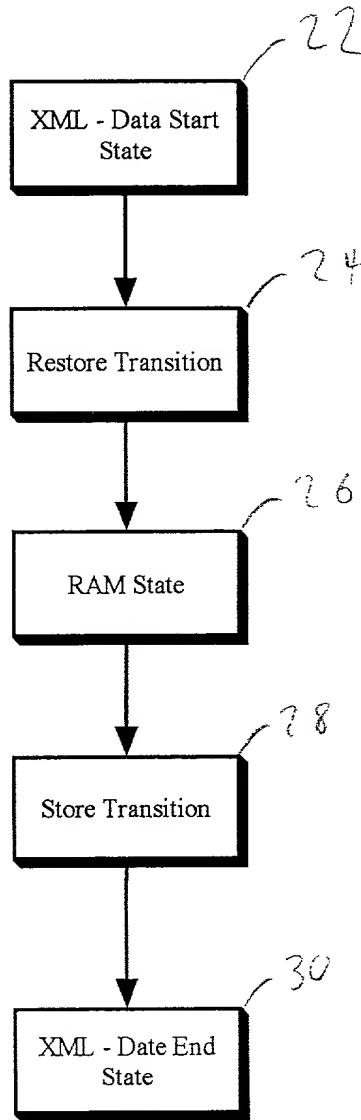 22
XML - Data Start
State
24
Restore Transition
26
RAM State
28
Store Transition
30
XML - Date End
State